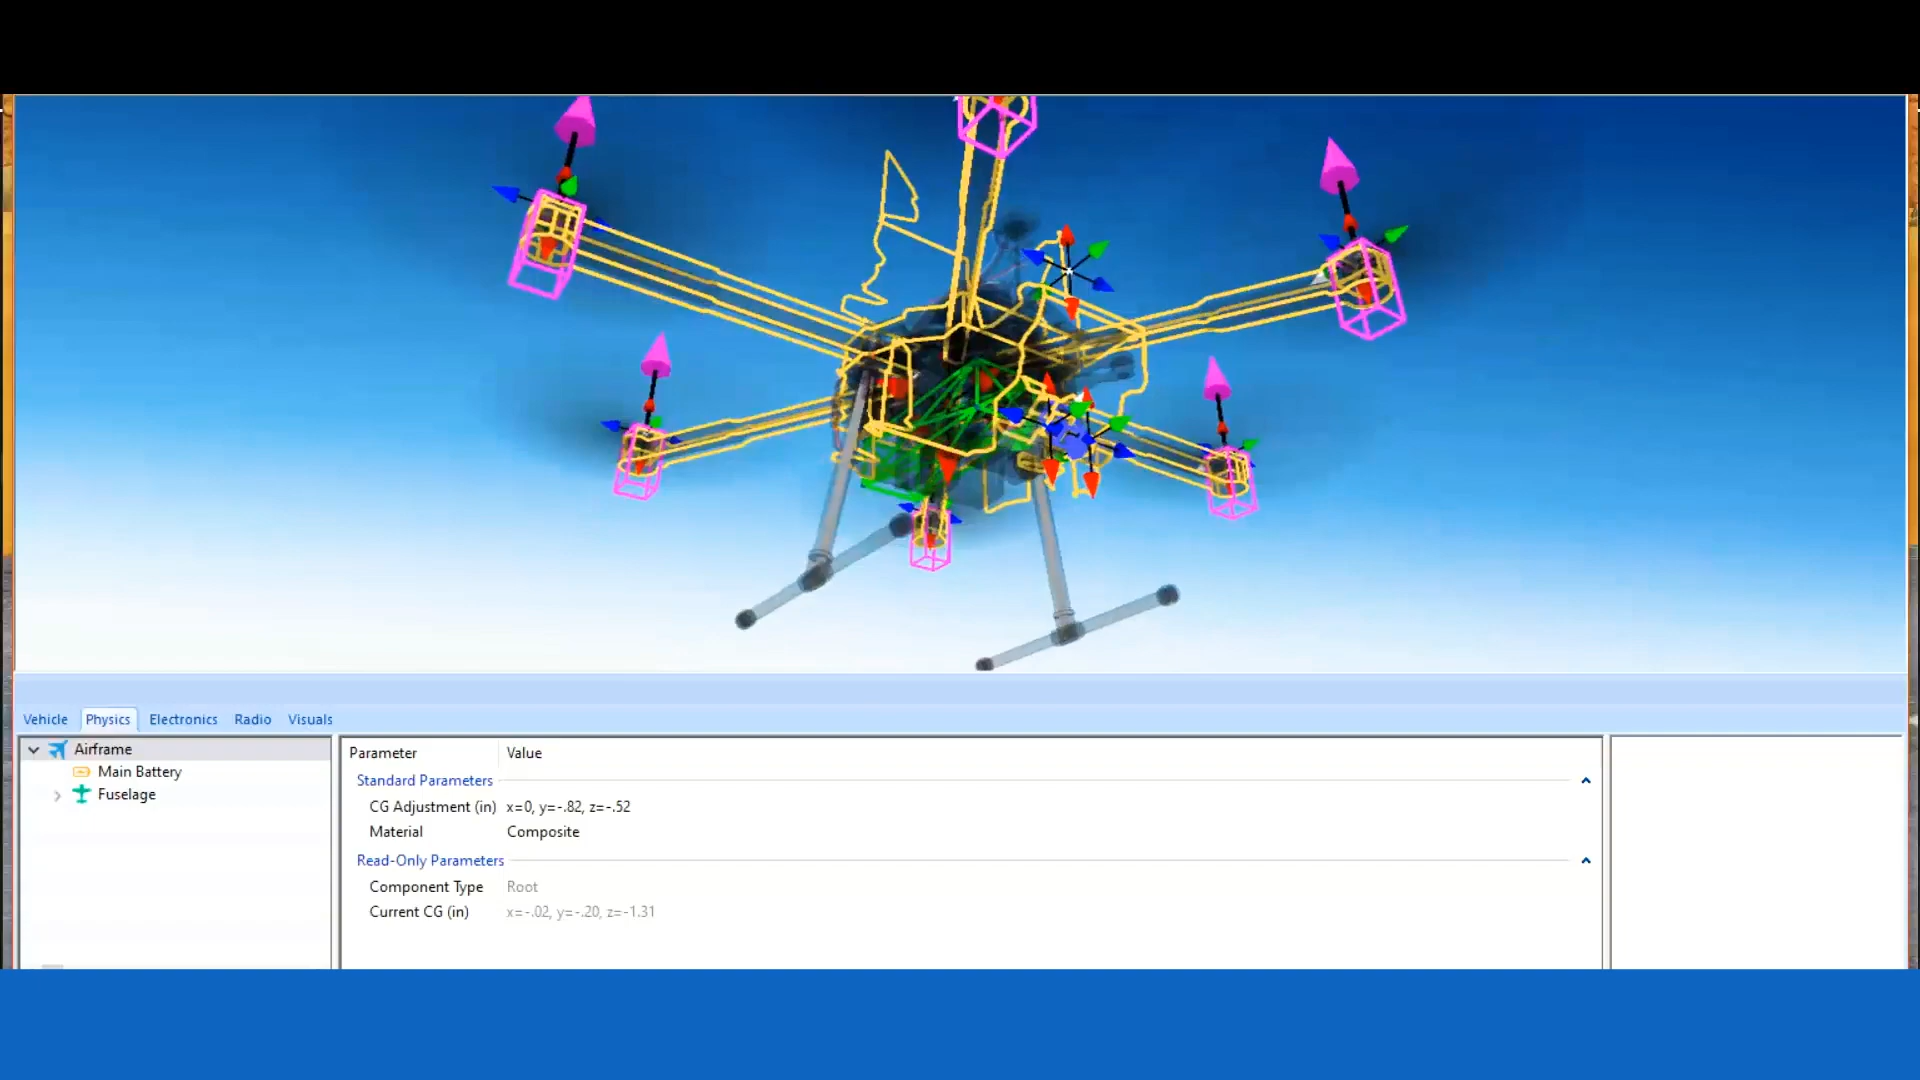 Vehicle Physics Electronics Radio Visuals
Airframe
Main Battery
Fuselage
Parameter Value
Standard Parameters
CG Adjustment (in) x=0, y=-.82, z=-.52
Material Composite
Read-Only Parameters
Component Type Root
Current CG (in) x=-.02, y=-.20, z=-1.31